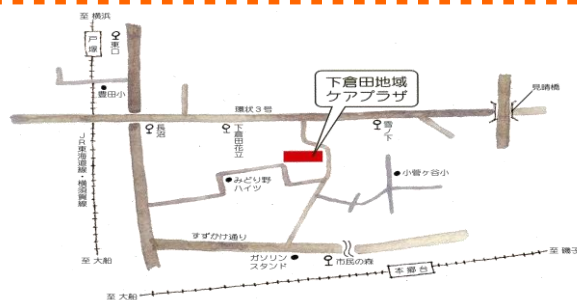 至 横浜
戸塚
東口
豊田小
下倉田地域
ケアプラザ
見晴橋
環状3号
長沼
下倉田花立
雪ノ下
JR東海道線・横須賀線
みどり野
ハイツ
小菅ヶ谷小
すずかけ通り
ガソリン
スタンド
市民の森
至 大船
至 大船
本郷台
至 磯子